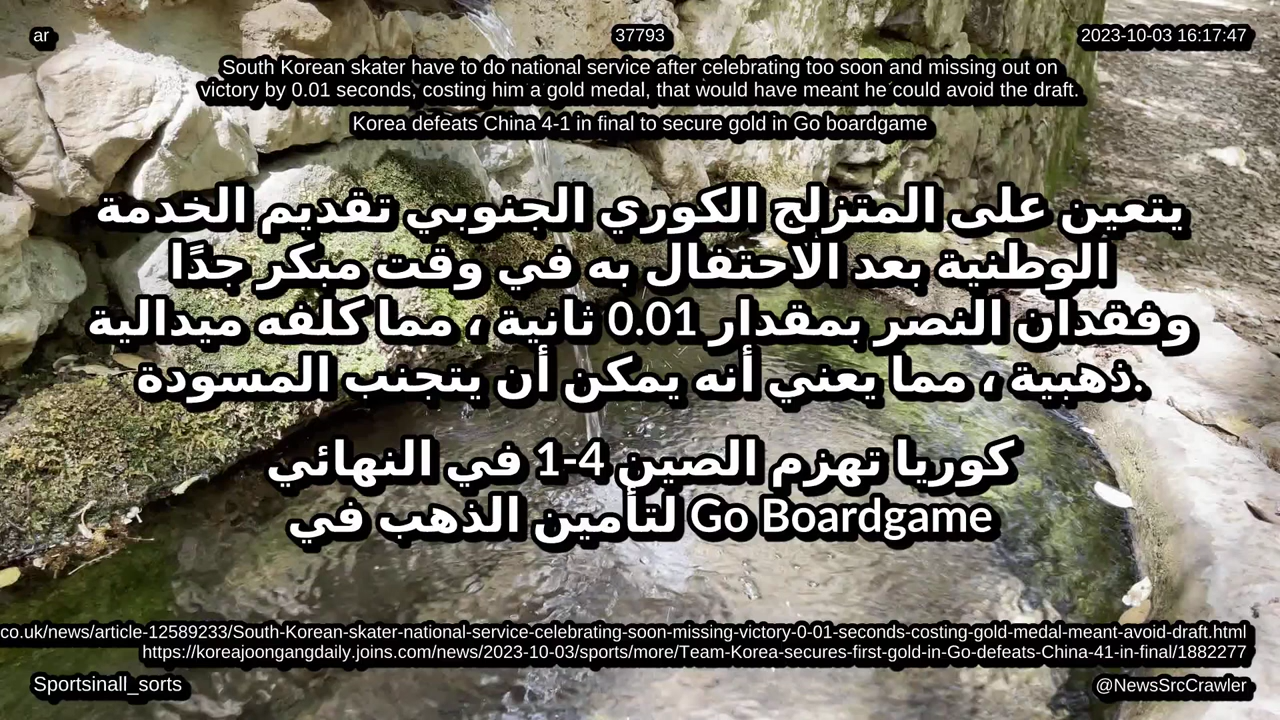 ar
37793
2023-10-03 16:17:47
South Korean skater have to do national service after celebrating too soon and missing out on
victory by 0.01 seconds, costing him a gold medal, that would have meant he could avoid the draft.
Korea defeats China 4-1 in final to secure gold in Go boardgame
يتعين على المتزلج الكوري الجنوبي تقديم الخدمة
الوطنية بعد الاحتفال به في وقت مبكر جدًا
وفقدان النصر بمقدار 0.01 ثانية ، مما كلفه ميدالية
ذهبية ، مما يعني أنه يمكن أن يتجنب المسودة.
كوريا تهزم الصين 4-1 في النهائي
لتأمين الذهب في Go Boardgame
co.uk/news/article-12589233/South-Korean-skater-national-service-celebrating-soon-missing-victory-0-01-seconds-costing-gold-medal-meant-avoid-draft.html
https://koreajoongangdaily.joins.com/news/2023-10-03/sports/more/Team-Korea-secures-first-gold-in-Go-defeats-China-41-in-final/1882277
Sportsinall_sorts
@NewsSrcCrawler